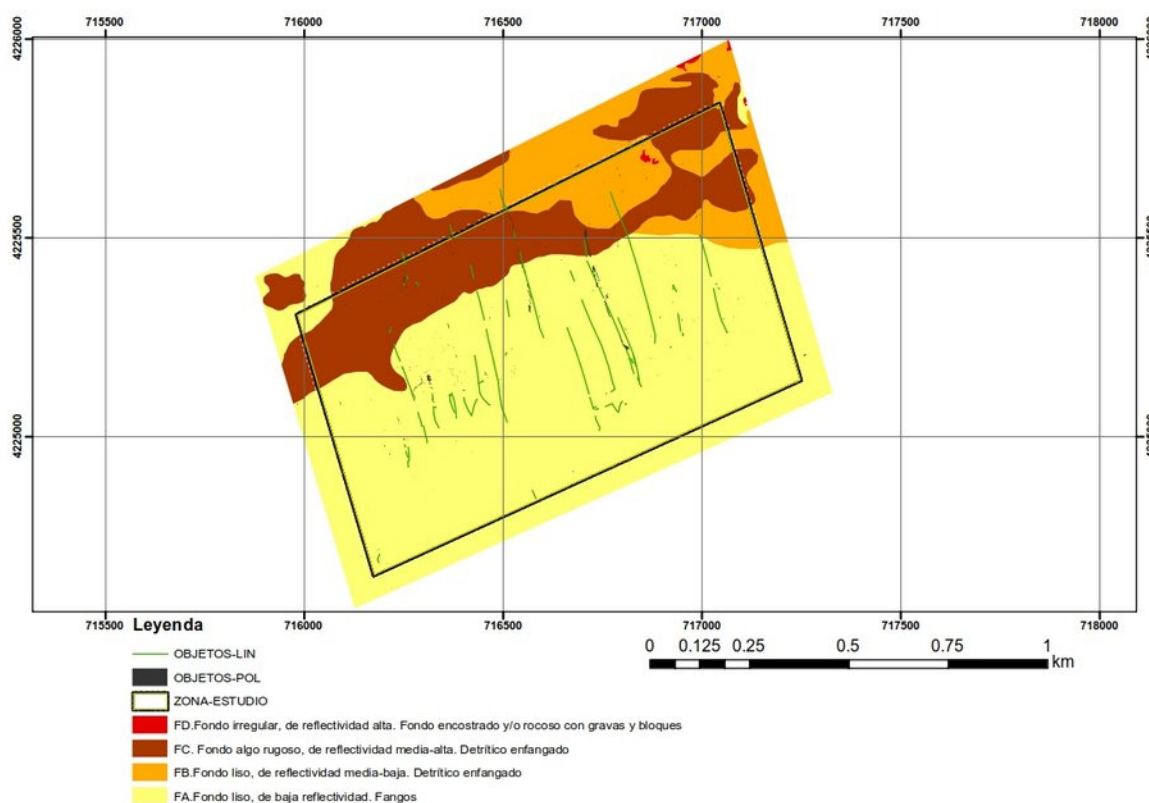 715500 716000 716500 717000 717500 718000
4226000
4225500
4225000
715500 716000 716500 717000 717500 718000
Leyenda
0 0.125 0.25 0.5 0.75 1
km
OBJETOS-LIN
OBJETOS-POL
ZONA-ESTUDIO
FD.Fondo irregular, de reflectividad alta. Fondo encostrado y/o rocoso con gravas y bloques
FC. Fondo algo rugoso, de reflectividad media-alta. Detrítico enfangado
FB.Fondo liso, de reflectividad media-baja. Detrítico enfangado
FA.Fondo liso, de baja reflectividad. Fangos